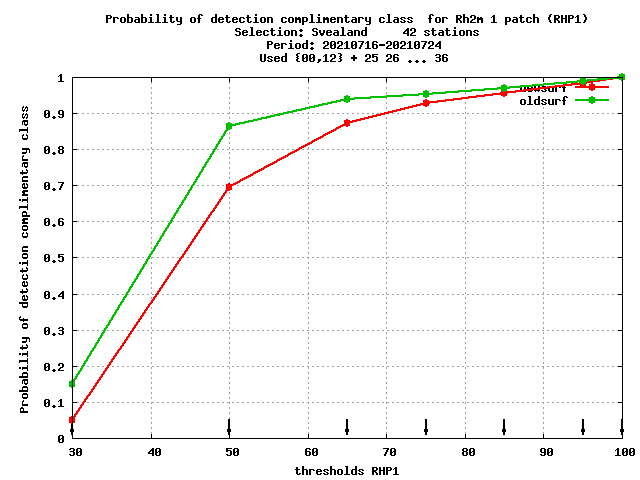 Probability of detection complimentary class  for Rh2m 1 patch (RHP1)
Selection: Svealand     42 stations
Period: 20210716-20210724
Used {00,12} + 25 26 ... 36
newsurf
oldsurf
Probability of detection complimentary class
1
0.9
0.8
0.7
0.6
0.5
0.4
0.3
0.2
0.1
0
30 40 50 60 70 80 90 100
thresholds RHP1